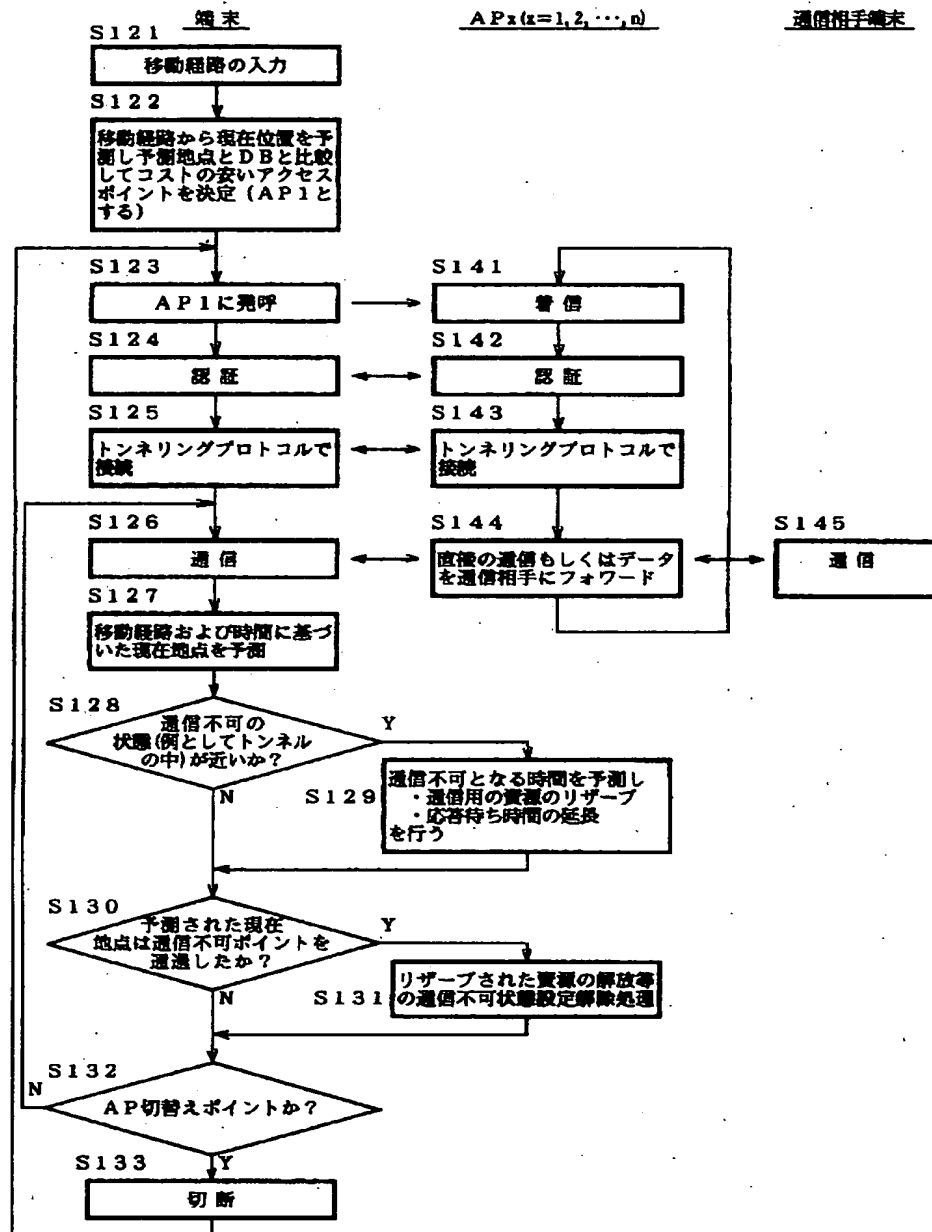 端末
APx(x=1,2,…,n)
通信相手端末
S121
移動経路の入力
S122
移動経路から現在位置を予
測し予測地点とDBと比較
してコストの安いアクセス
ポイントを決定(AP1と
する)
S123
AP1に発呼
S141
着信
S124
認証
S142
認証
S125
トンネリングプロトコルで
接続
S143
トンネリングプロトコルで
接続
S126
通信
S144
直接の通信もしくはデータ
を通信相手にフォワード
S145
通信
S127
移動経路および時間に基づ
いた現在地点を予測
S128
通信不可の
状態(例としてトンネル
の中)が近いか?
Y
N
S129
通信不可となる時間を予測し
・通信用の資源のリザーブ
・応答待ち時間の延長
を行う
S130
予測された現在
地点は通信不可ポイントを
通過したか?
Y
N
S131
リザーブされた資源の解放等
の通信不可状態設定解除処理
S132
N
AP切替えポイントか?
Y
S133
切断